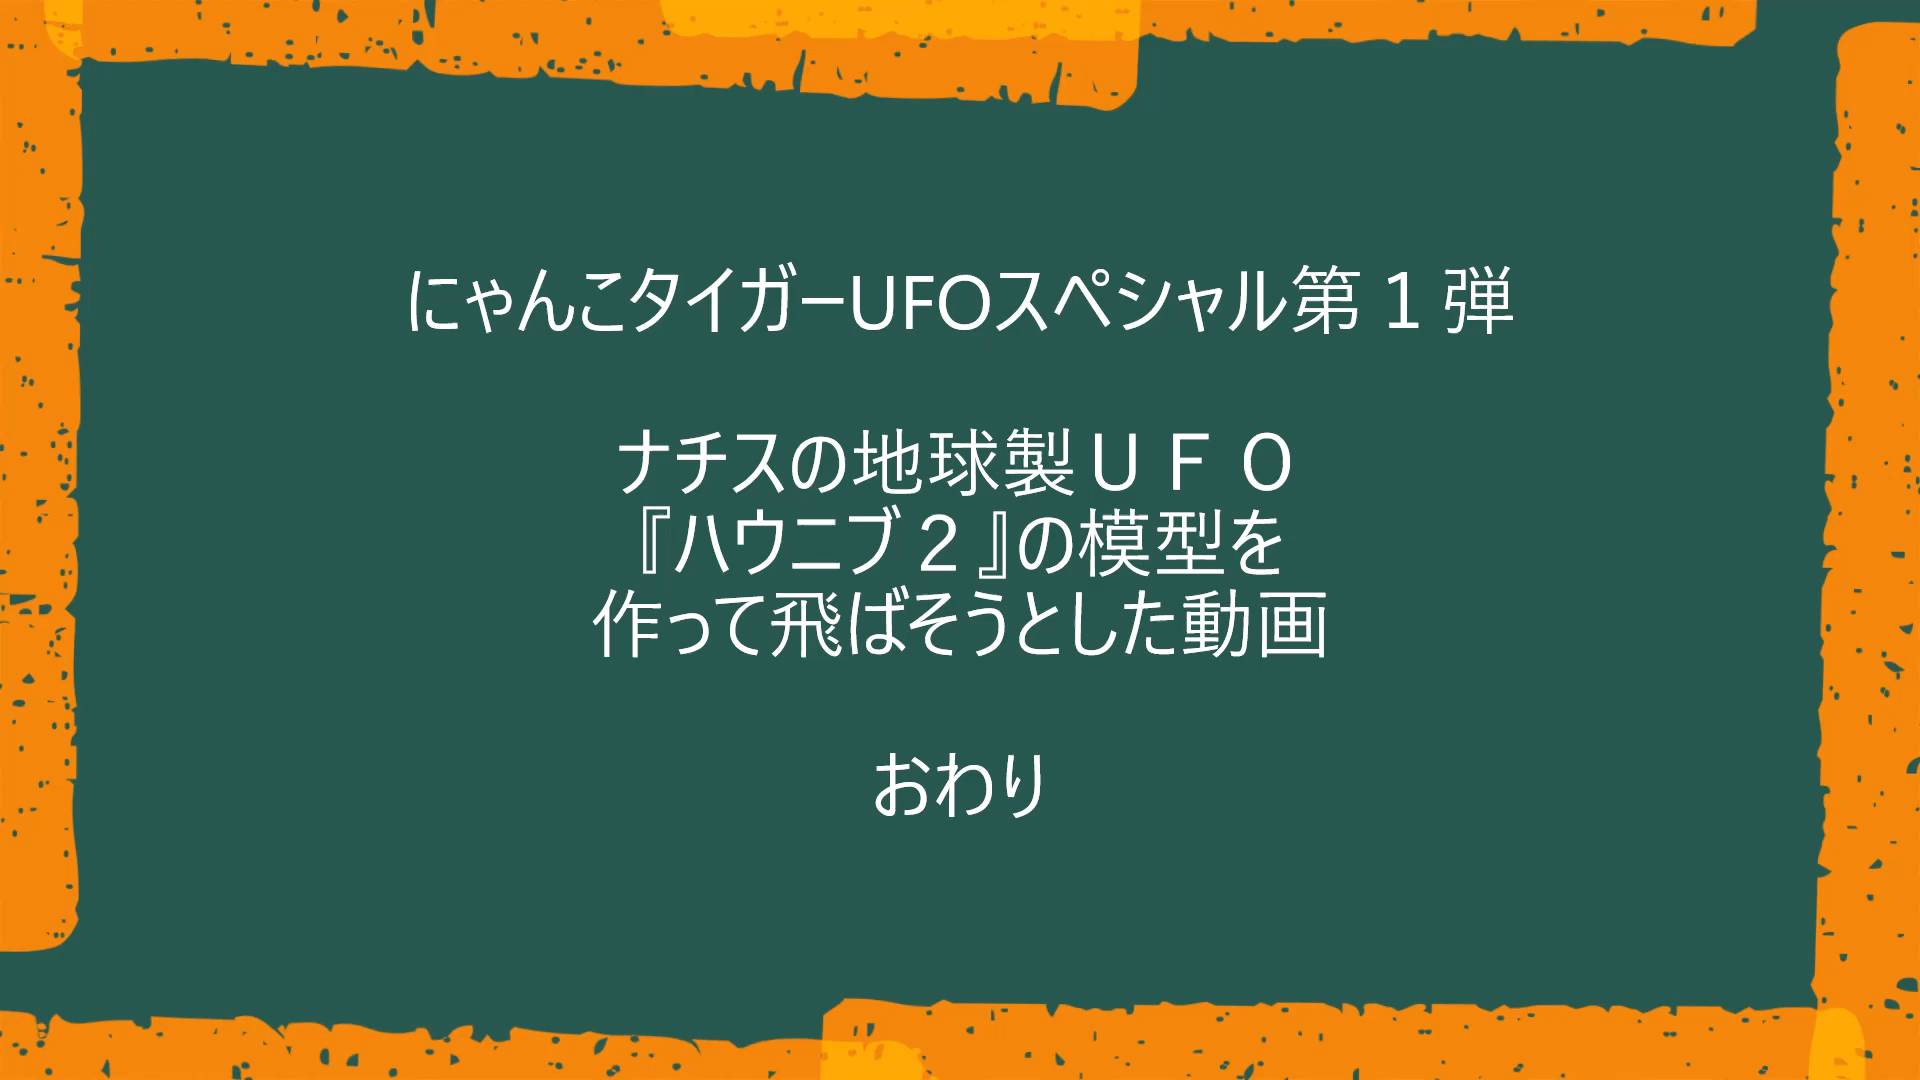 にゃんこタイガーUFOスペシャル第１弾
ナチスの地球製ＵＦＯ
『ハウニブ２』の模型を
作って飛ばそうとした動画
おわり